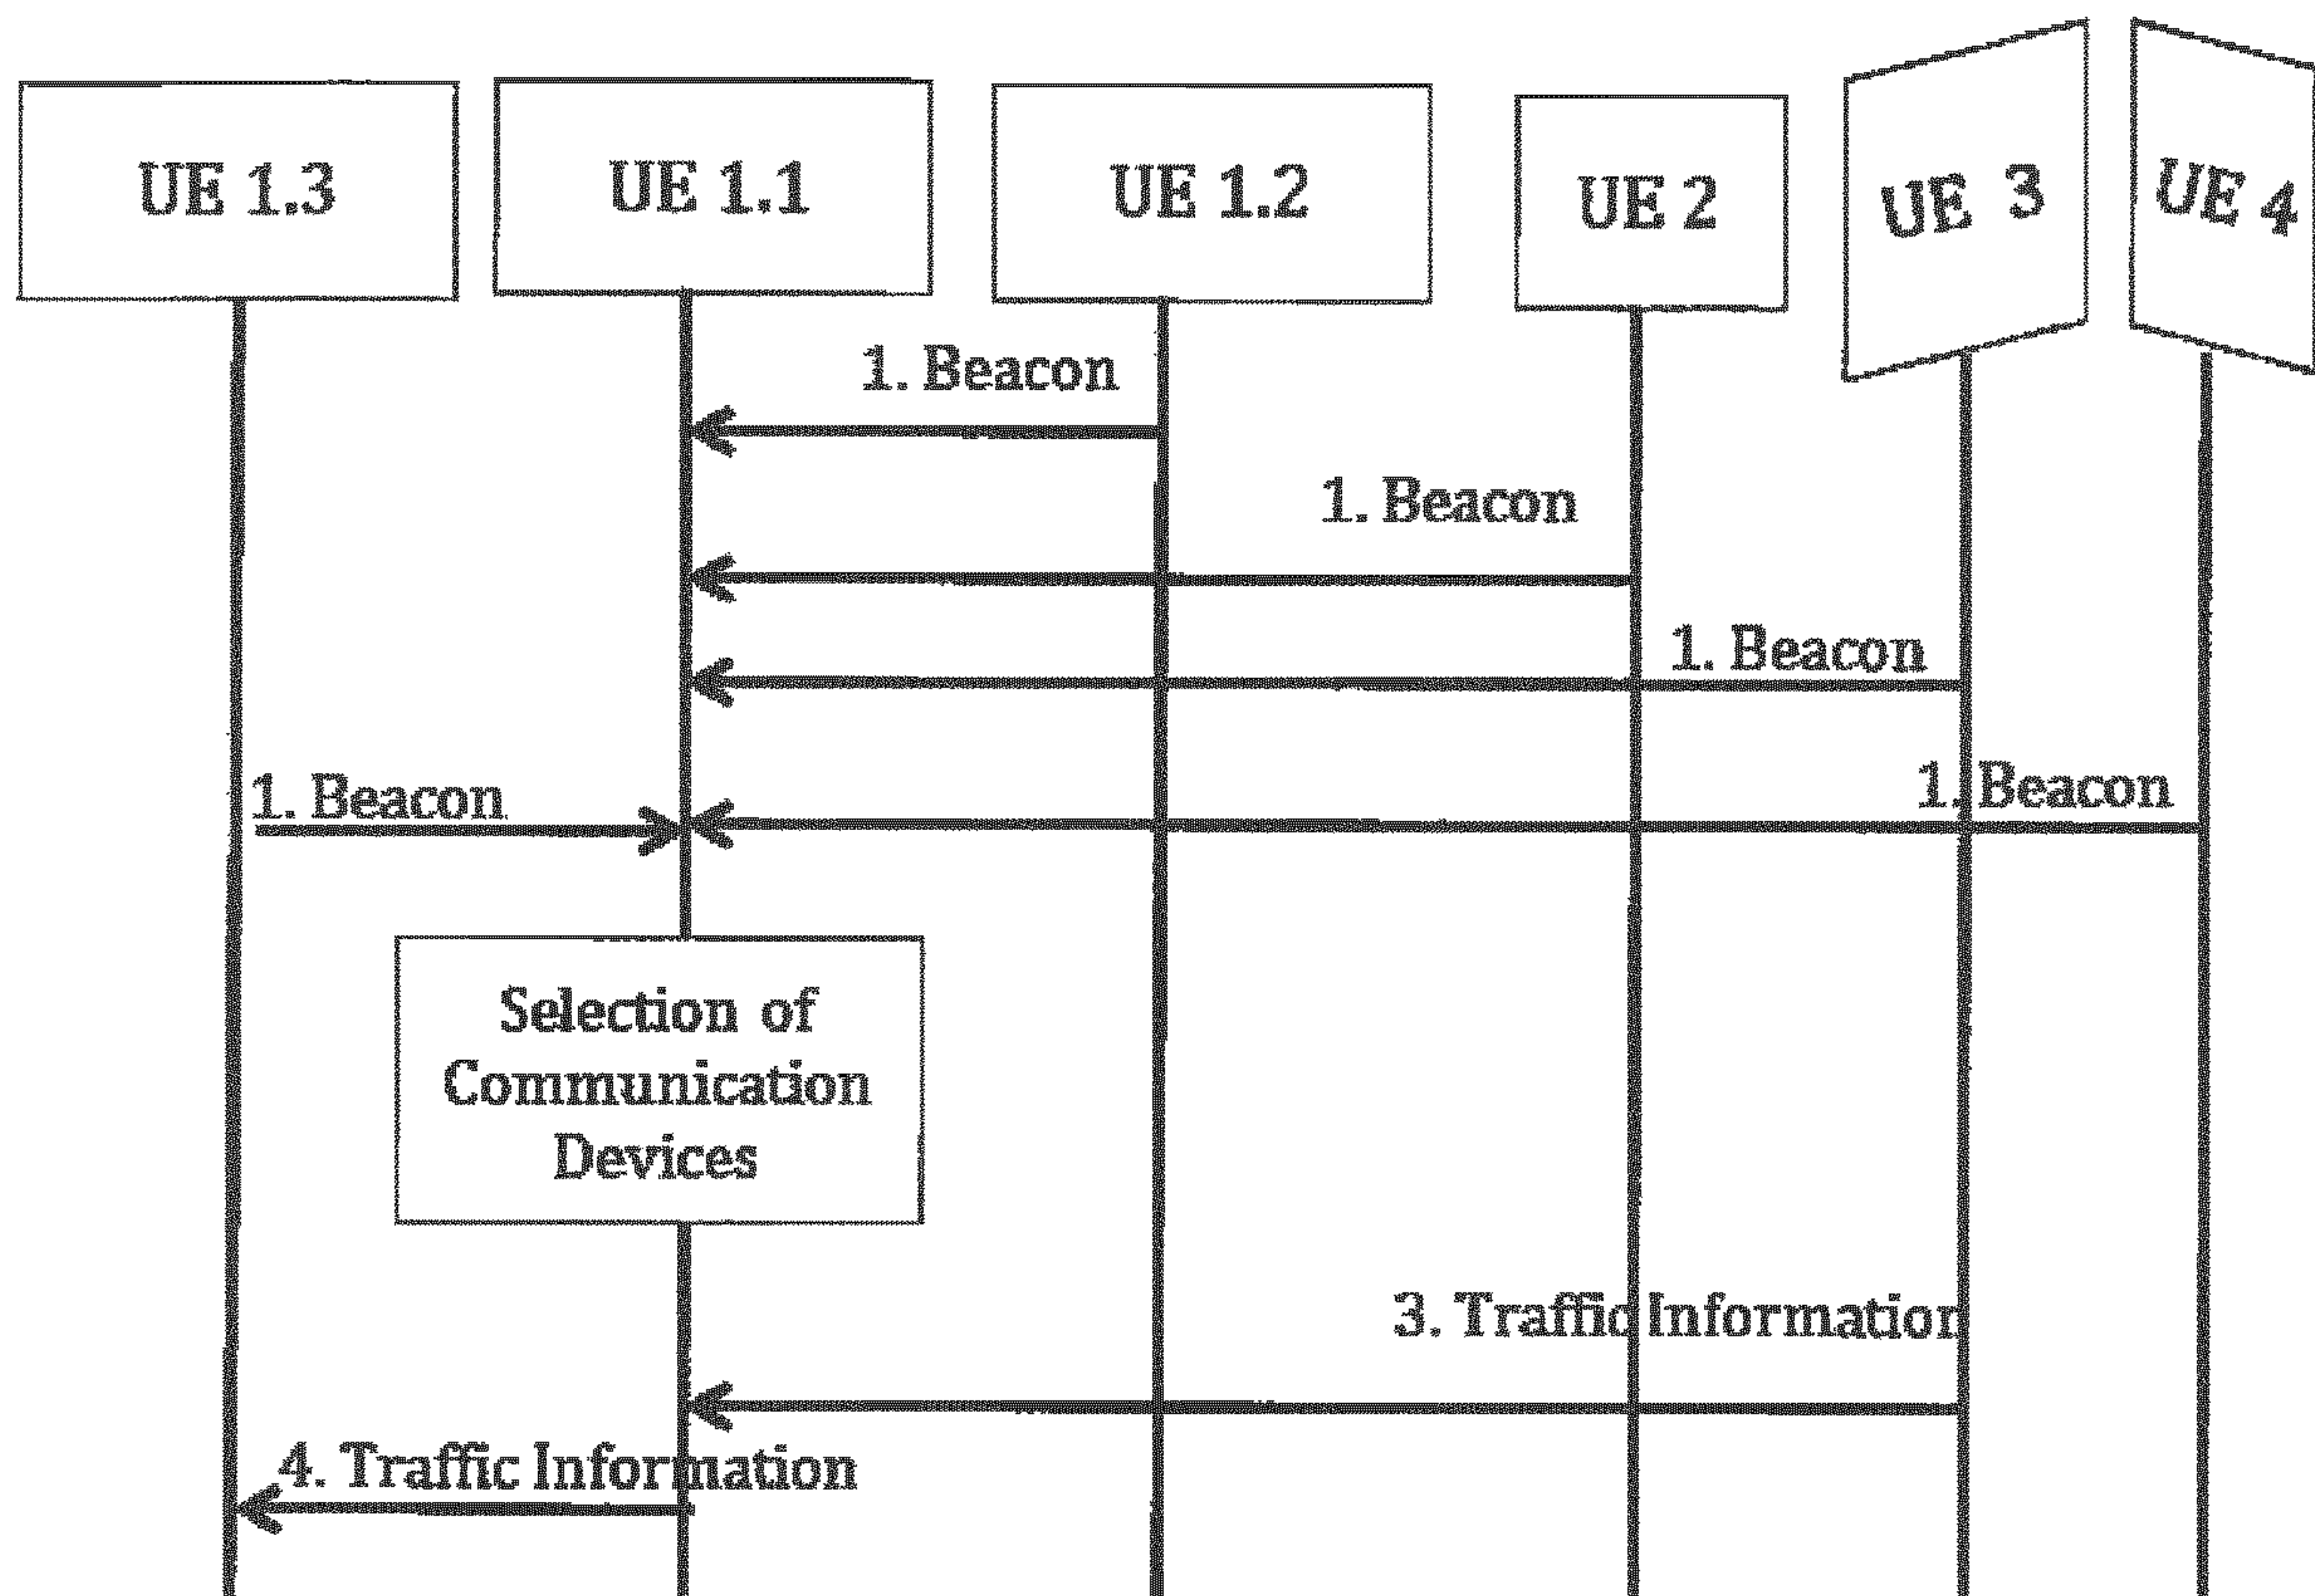 UE 1.3
UE 1.1
UE 1.2
UE 2
UE 3
UE 4
1. Beacon
1. Beacon
1. Beacon
1. Beacon
1. Beacon
Selection of
Communication
Devices
3. Traffic Information
4. Traffic Information